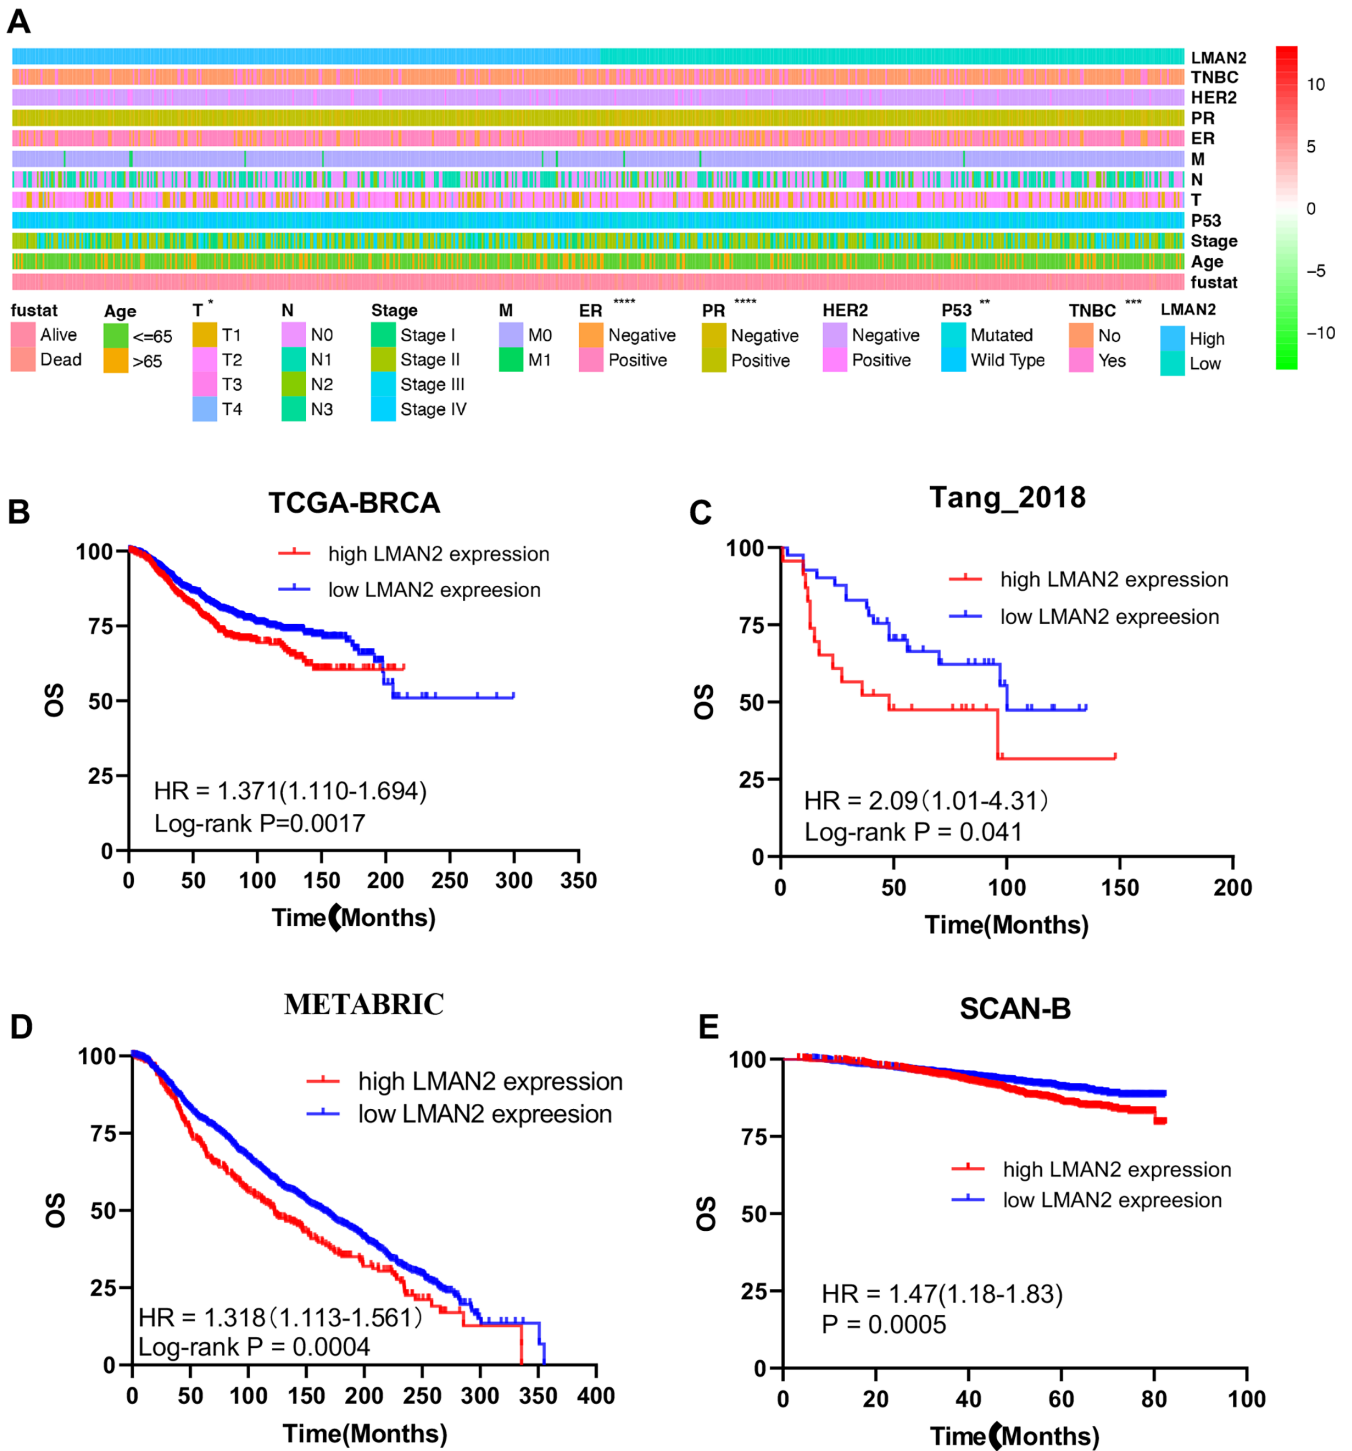 A
LMAN2
TNBC
HER2
PR
ER
M
N
T
P53
Stage
Age
fustat
10
5
0
−5
−10
fustat Age T * N Stage M ER **** PR **** HER2 P53 ** TNBC *** LMAN2
Alive <=65 T1 N0 Stage I M0 Negative Negative Negative Mutated No High
Dead >65 T2 N1 Stage II M1 Positive Positive Positive Wild Type Yes Low
T3 N2 Stage III
T4 N3 Stage IV
B
TCGA-BRCA
high LMAN2 expression
low LMAN2 expreesion
OS
100
75
50
25
0
HR = 1.371(1.110-1.694)
Log-rank P=0.0017
0 50 100 150 200 250 300 350
Time(Months)
C
Tang_2018
high LMAN2 expression
low LMAN2 expreesion
OS
100
75
50
25
0
HR = 2.09(1.01-4.31)
Log-rank P = 0.041
0 50 100 150 200
Time(Months)
D
METABRIC
high LMAN2 expression
low LMAN2 expreesion
OS
100
75
50
25
0
HR = 1.318(1.113-1.561)
Log-rank P = 0.0004
0 50 100 150 200 250 300 350 400
Time(Months)
E
SCAN-B
high LMAN2 expression
low LMAN2 expreesion
OS
100
75
50
25
0
HR = 1.47(1.18-1.83)
P = 0.0005
0 20 40 60 80 100
Time(Months)